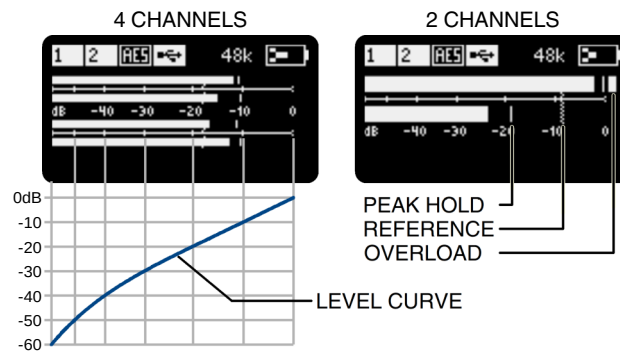 4 CHANNELS
2 CHANNELS
1 2 AES 48k
dB -40 -30 -20 -10 0
1 2 AES 48k
dB -40 -30 -20 -10 0
PEAK HOLD
REFERENCE
OVERLOAD
LEVEL CURVE
0dB
-10
-20
-30
-40
-50
-60